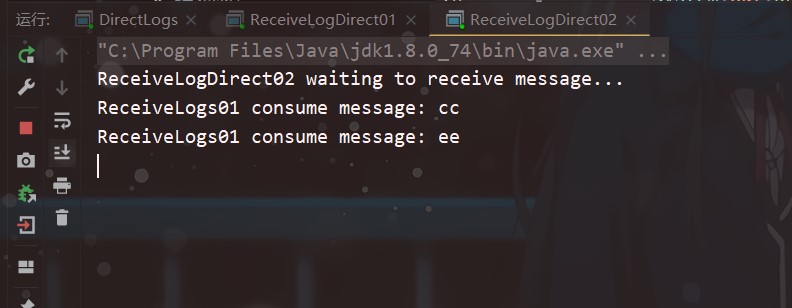 运行: DirectLogs × ReceiveLogDirect01 × ReceiveLogDirect02 ×
"C:\Program Files\Java\jdk1.8.0_74\bin\java.exe" ...
ReceiveLogDirect02 waiting to receive message...
ReceiveLogs01 consume message: cc
ReceiveLogs01 consume message: ee